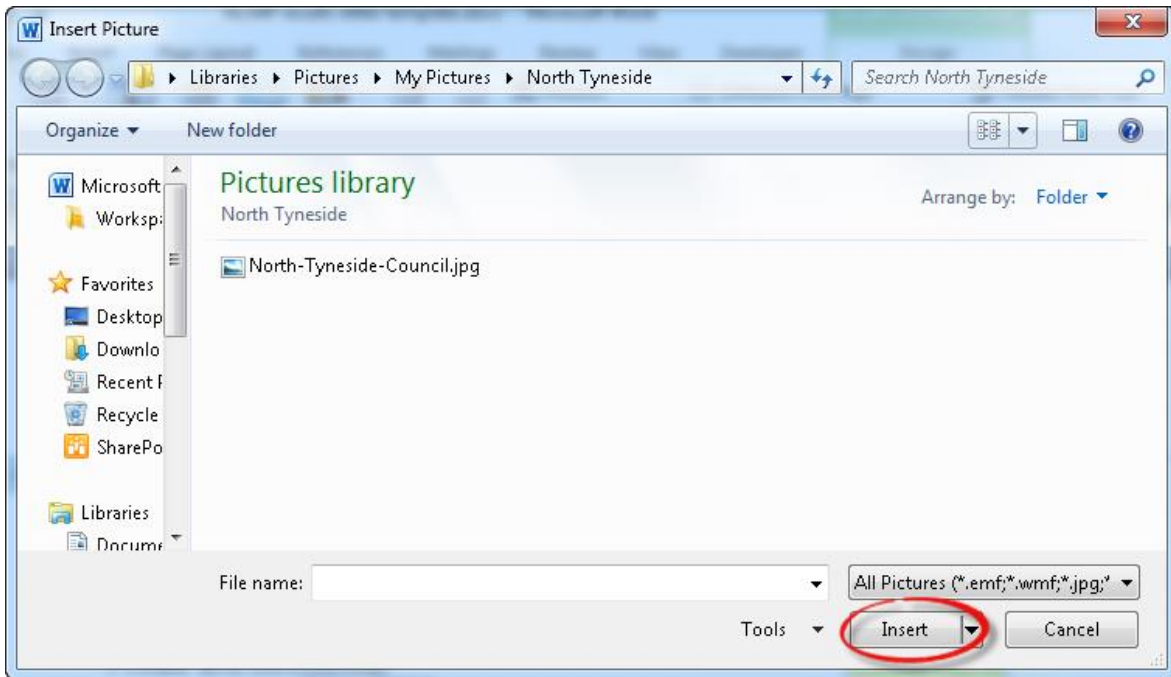 Insert Picture
Libraries Pictures My Pictures North Tyneside
Search North Tyneside
Organize New folder
Microsoft
Pictures library
Arrange by: Folder
North Tyneside
North-Tyneside-Council.jpg
Favorites
Desktop
Downlo
Recent
Recycle
SharePo
Libraries
Docume
File name:
All Pictures (*.emf;*.wmf;*.jpg;*
Tools
Insert
Cancel